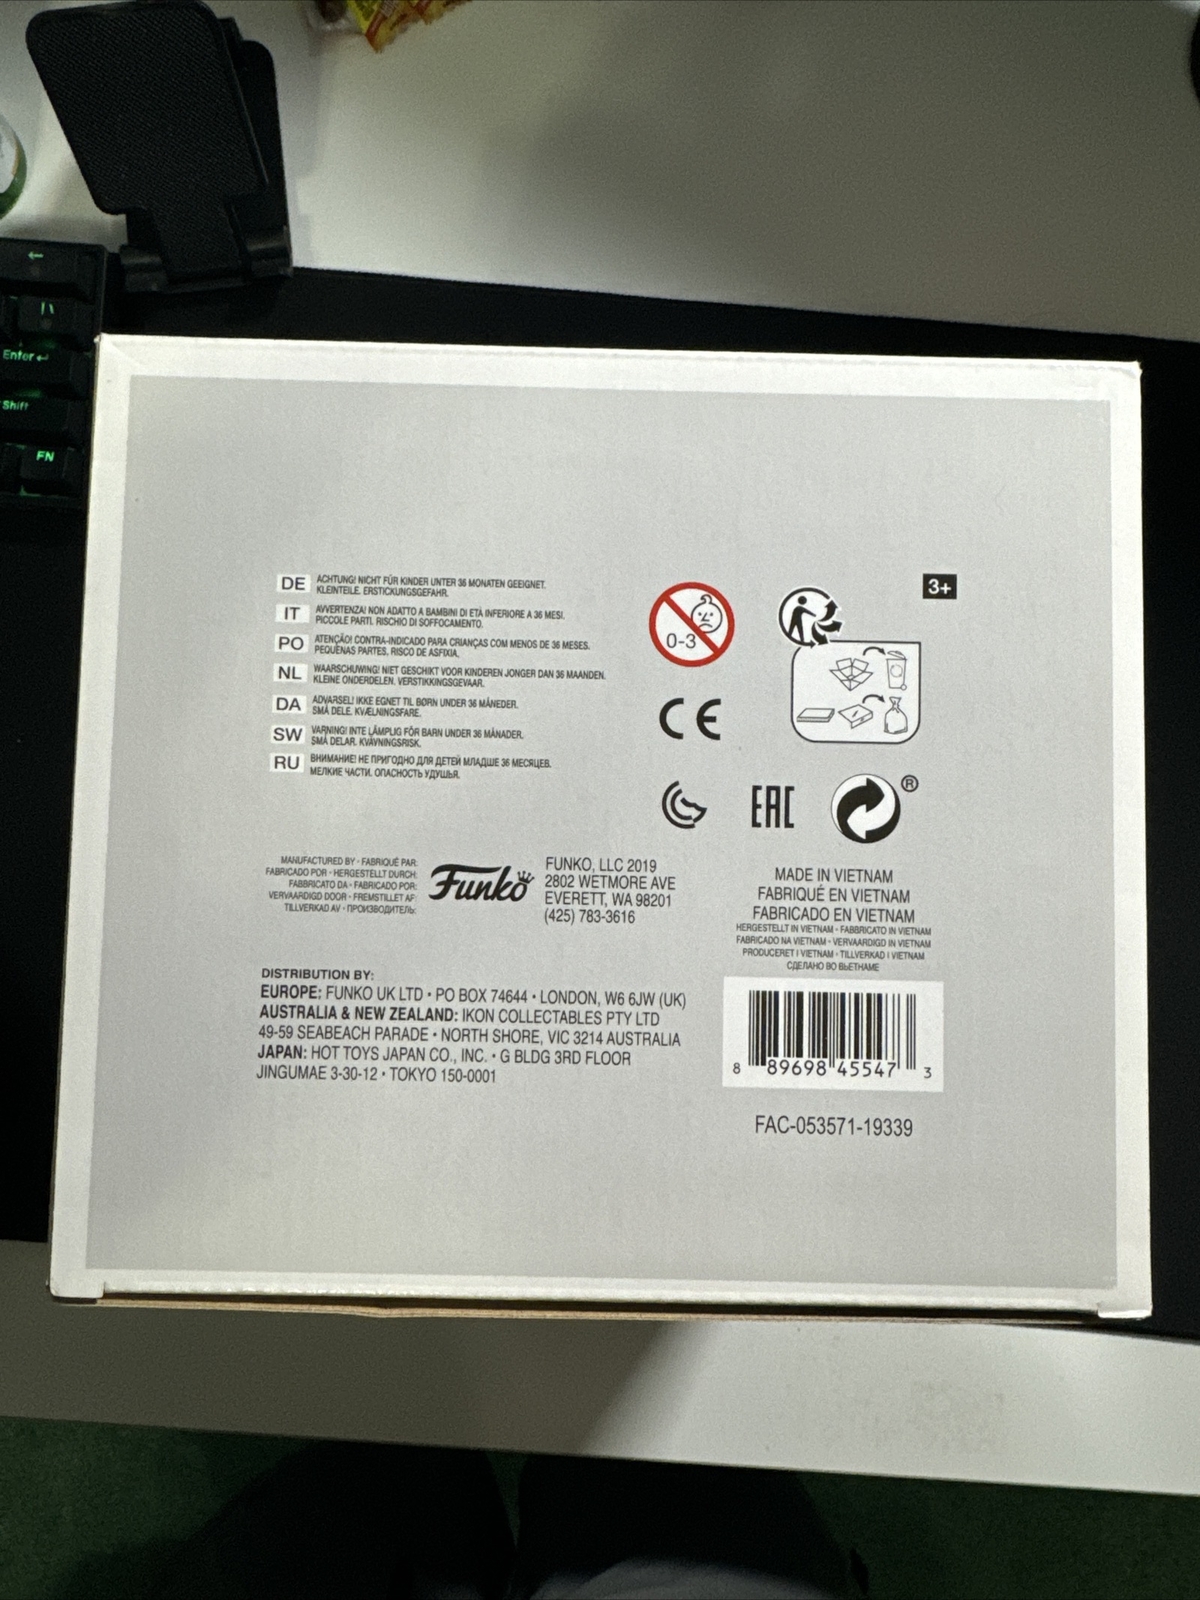 ←
Enter ↵
Shift
FN
DE ACHTUNG! NICHT FÜR KINDER UNTER 36 MONATEN GEEIGNET.
KLEINTEILE. ERSTICKUNGSGEFAHR.
IT AVVERTENZA! NON ADATTO A BAMBINI DI ETÀ INFERIORE A 36 MESI.
PICCOLE PARTI. RISCHIO DI SOFFOCAMENTO.
PO ATENÇÃO! CONTRA-INDICADO PARA CRIANÇAS COM MENOS DE 36 MESES.
PEQUENAS PARTES. RISCO DE ASFIXIA.
NL WAARSCHUWING! NIET GESCHIKT VOOR KINDEREN JONGER DAN 36 MAANDEN.
KLEINE ONDERDELEN. VERSTIKKINGSGEVAAR.
DA ADVARSEL! IKKE EGNET TIL BØRN UNDER 36 MÅNEDER.
SMÅ DELE. KVÆLNINGSFARE.
SW VARNING! INTE LÄMPLIG FÖR BARN UNDER 36 MÅNADER.
SMÅ DELAR. KVÄVNINGSRISK.
RU ВНИМАНИЕ! НЕ ПРИГОДНО ДЛЯ ДЕТЕЙ МЛАДШЕ 36 МЕСЯЦЕВ.
МЕЛКИЕ ЧАСТИ. ОПАСНОСТЬ УДУШЬЯ.
0-3
3+
CE
EAC
®
MANUFACTURED BY • FABRIQUÉ PAR:
FABRICADO POR • HERGESTELLT DURCH:
FABBRICATO DA • FABRICADO POR:
VERVAARDIGD DOOR • FREMSTILLET AF:
TILLVERKAD AV • ПРОИЗВОДИТЕЛЬ:
Funko
FUNKO, LLC 2019
2802 WETMORE AVE
EVERETT, WA 98201
(425) 783-3616
MADE IN VIETNAM
FABRIQUÉ EN VIETNAM
FABRICADO EN VIETNAM
HERGESTELLT IN VIETNAM • FABBRICATO IN VIETNAM
FABRICADO NA VIETNAM • VERVAARDIGD IN VIETNAM
PRODUCERET I VIETNAM • TILLVERKAD I VIETNAM
СДЕЛАНО ВО ВЬЕТНАМЕ
DISTRIBUTION BY:
EUROPE: FUNKO UK LTD • PO BOX 74644 • LONDON, W6 6JW (UK)
AUSTRALIA & NEW ZEALAND: IKON COLLECTABLES PTY LTD
49-59 SEABEACH PARADE • NORTH SHORE, VIC 3214 AUSTRALIA
JAPAN: HOT TOYS JAPAN CO., INC. • G BLDG 3RD FLOOR
JINGUMAE 3-30-12 • TOKYO 150-0001
8 89698 45547 3
FAC-053571-19339